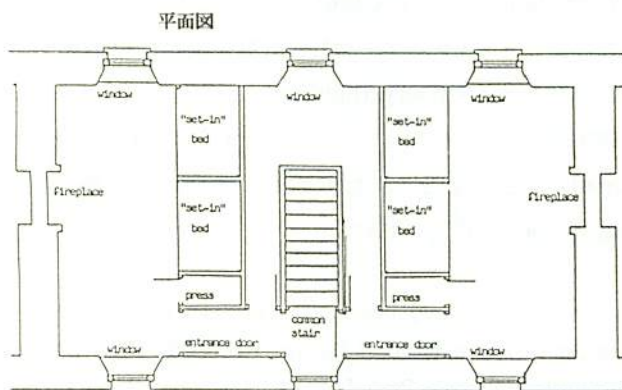 平面図
window
window
window
"set-in"
bed
"set-in"
bed
fireplace
fireplace
"set-in"
bed
"set-in"
bed
press
press
common
stair
entrance door
entrance door
window
window